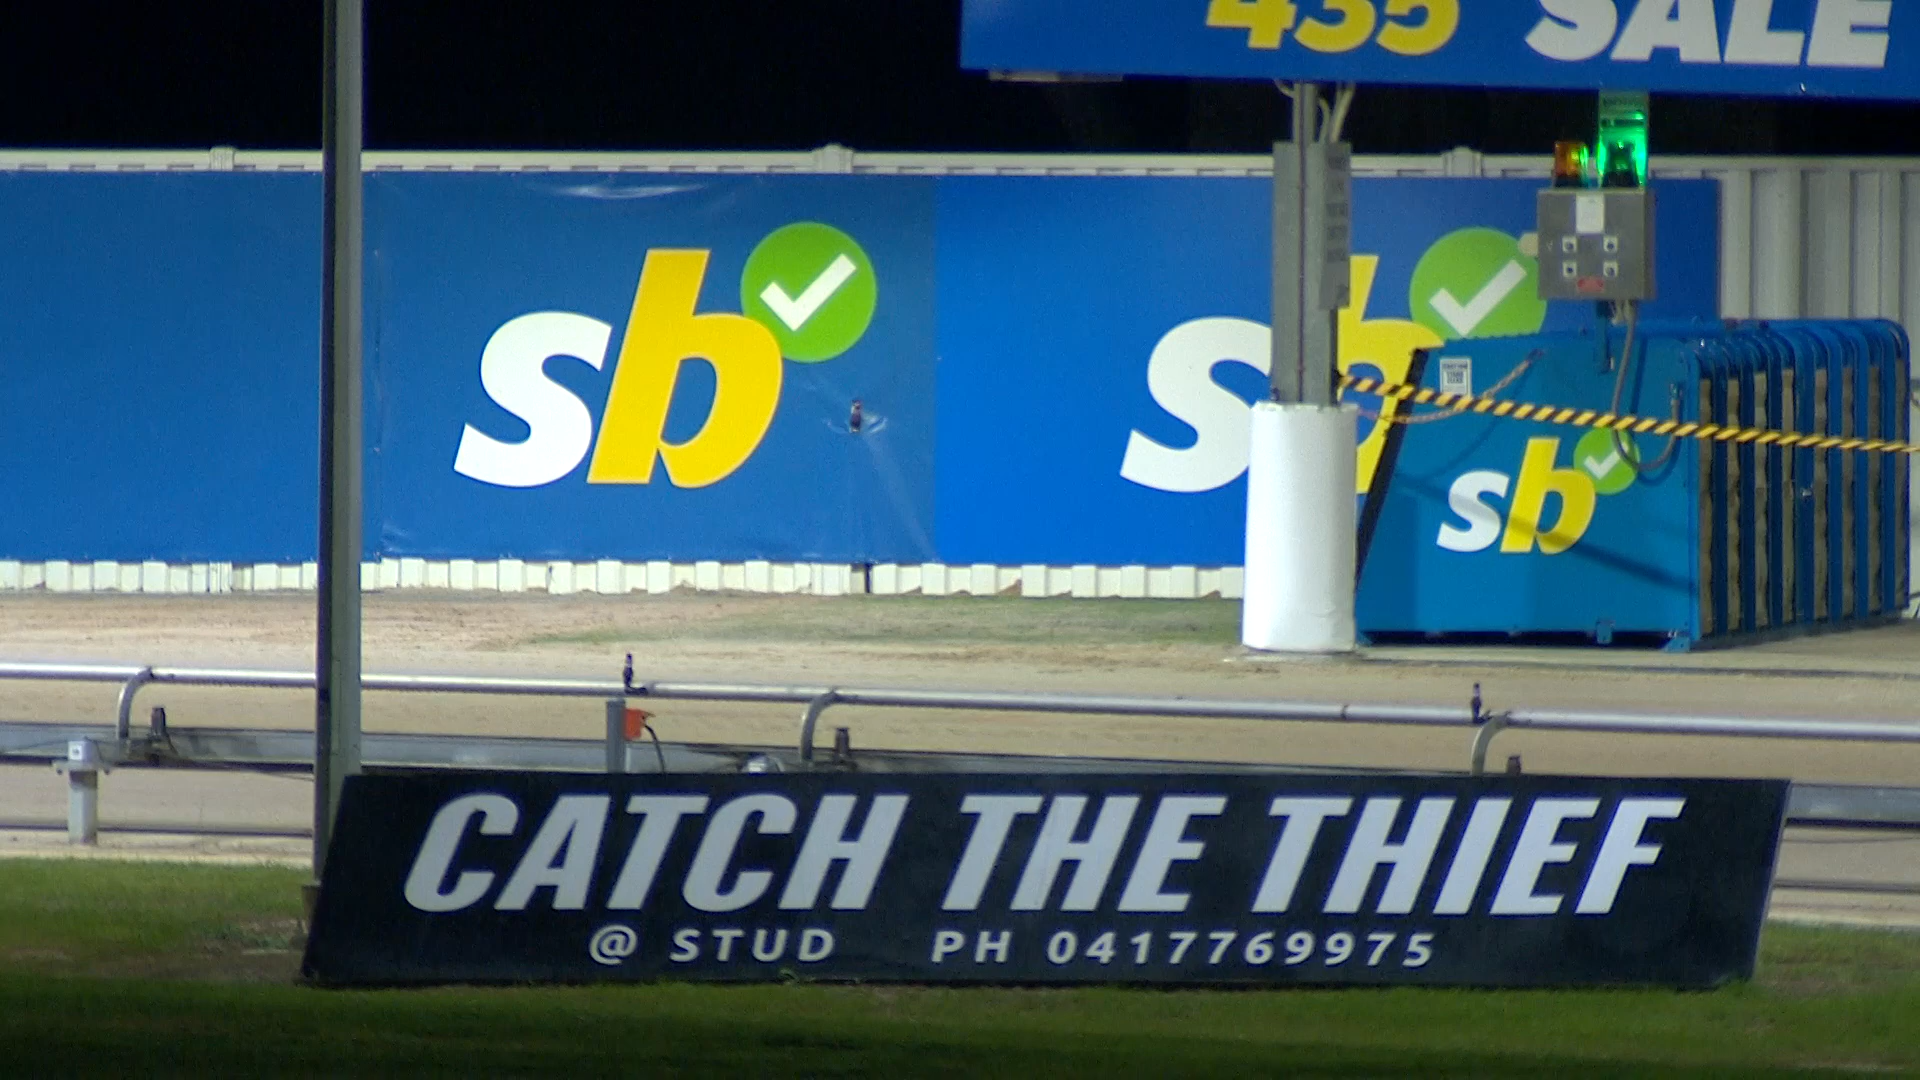 435 SALE
sb
sb
sb
CATCH THE THIEF
@ STUD PH 0417769975